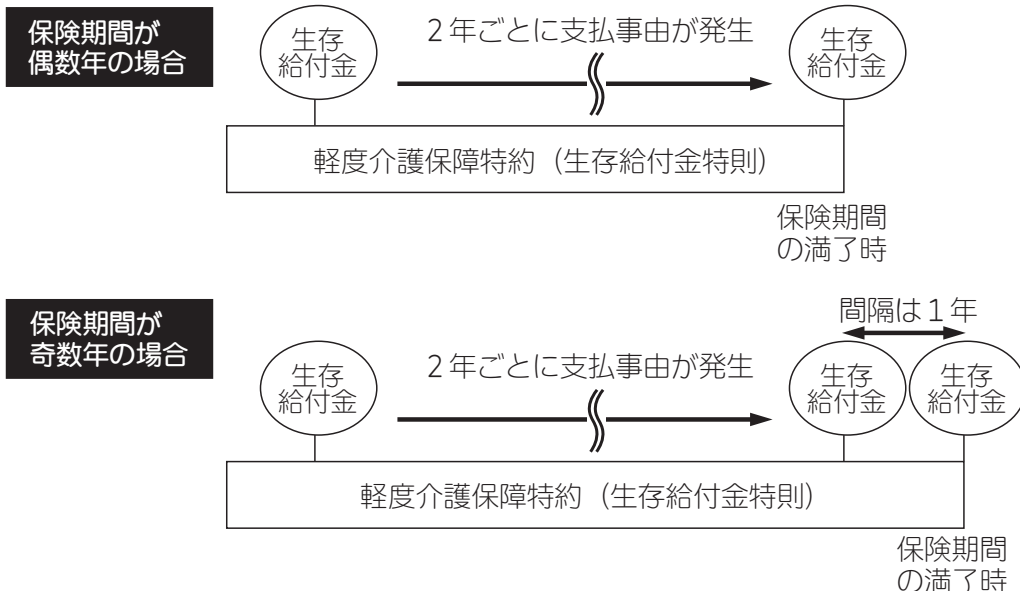 保険期間が
偶数年の場合
生存
給付金
2年ごとに支払事由が発生
生存
給付金
軽度介護保障特約（生存給付金特則）
保険期間
の満了時
保険期間が
奇数年の場合
間隔は1年
生存
給付金
2年ごとに支払事由が発生
生存
給付金
生存
給付金
軽度介護保障特約（生存給付金特則）
保険期間
の満了時